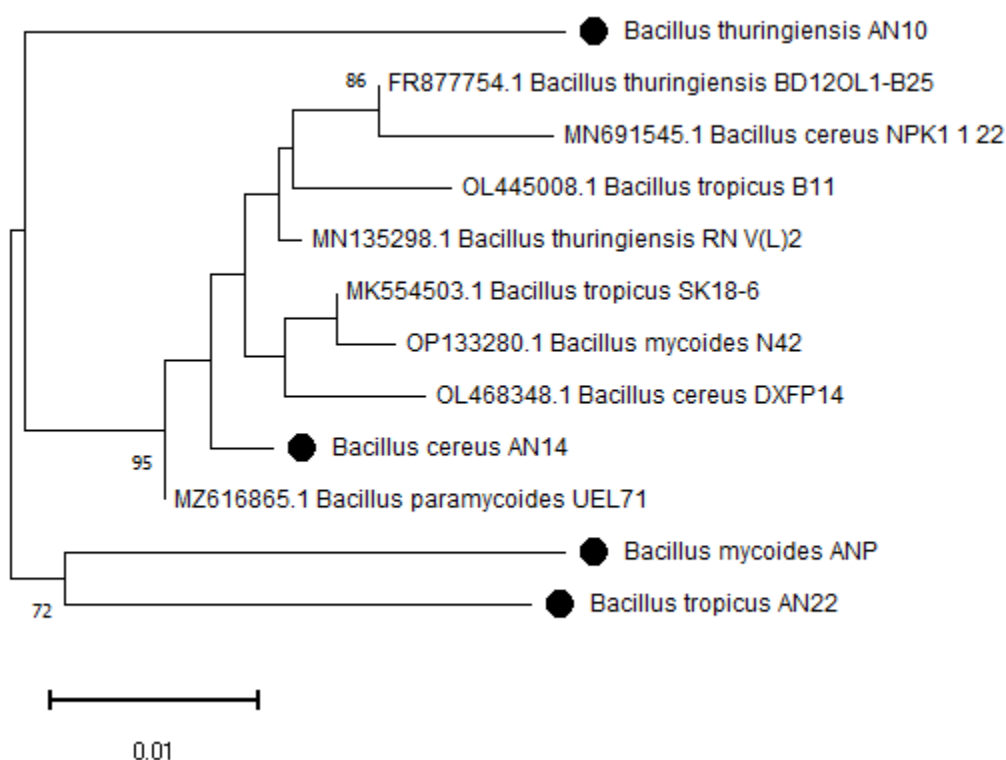 Bacillus thuringiensis AN10
86 FR877754.1 Bacillus thuringiensis BD12OL1-B25
MN691545.1 Bacillus cereus NPK1 1 22
OL445008.1 Bacillus tropicus B11
MN135298.1 Bacillus thuringiensis RN V(L)2
MK554503.1 Bacillus tropicus SK18-6
OP133280.1 Bacillus mycoides N42
OL468348.1 Bacillus cereus DXFP14
Bacillus cereus AN14
95
MZ616865.1 Bacillus paramycoides UEL71
Bacillus mycoides ANP
Bacillus tropicus AN22
72
0.01